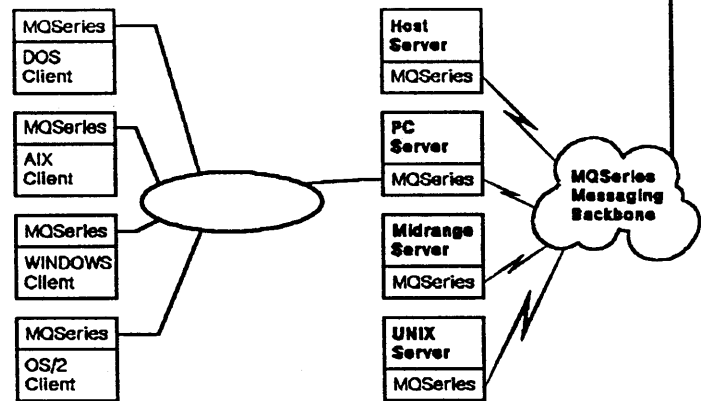 MQSeries
DOS
Client
MQSeries
AIX
Client
MQSeries
WINDOWS
Client
MQSeries
OS/2
Client
Host
Server
MQSeries
PC
Server
MQSeries
Midrange
Server
MQSeries
UNIX
Server
MQSeries
MQSeries
Messaging
Backbone